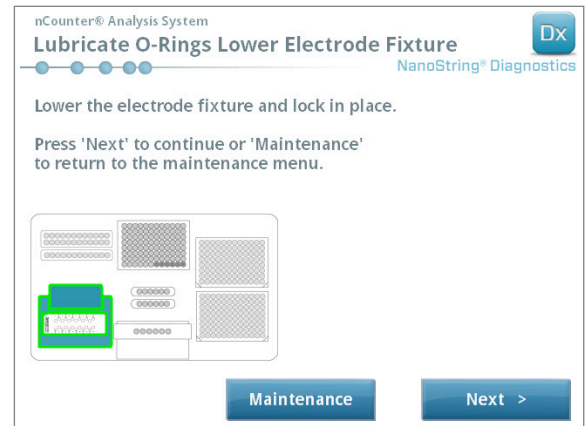 nCounter® Analysis System
Lubricate O-Rings Lower Electrode Fixture
Dx
NanoString® Diagnostics
Lower the electrode fixture and lock in place.
Press 'Next' to continue or 'Maintenance'
to return to the maintenance menu.
Maintenance
Next >